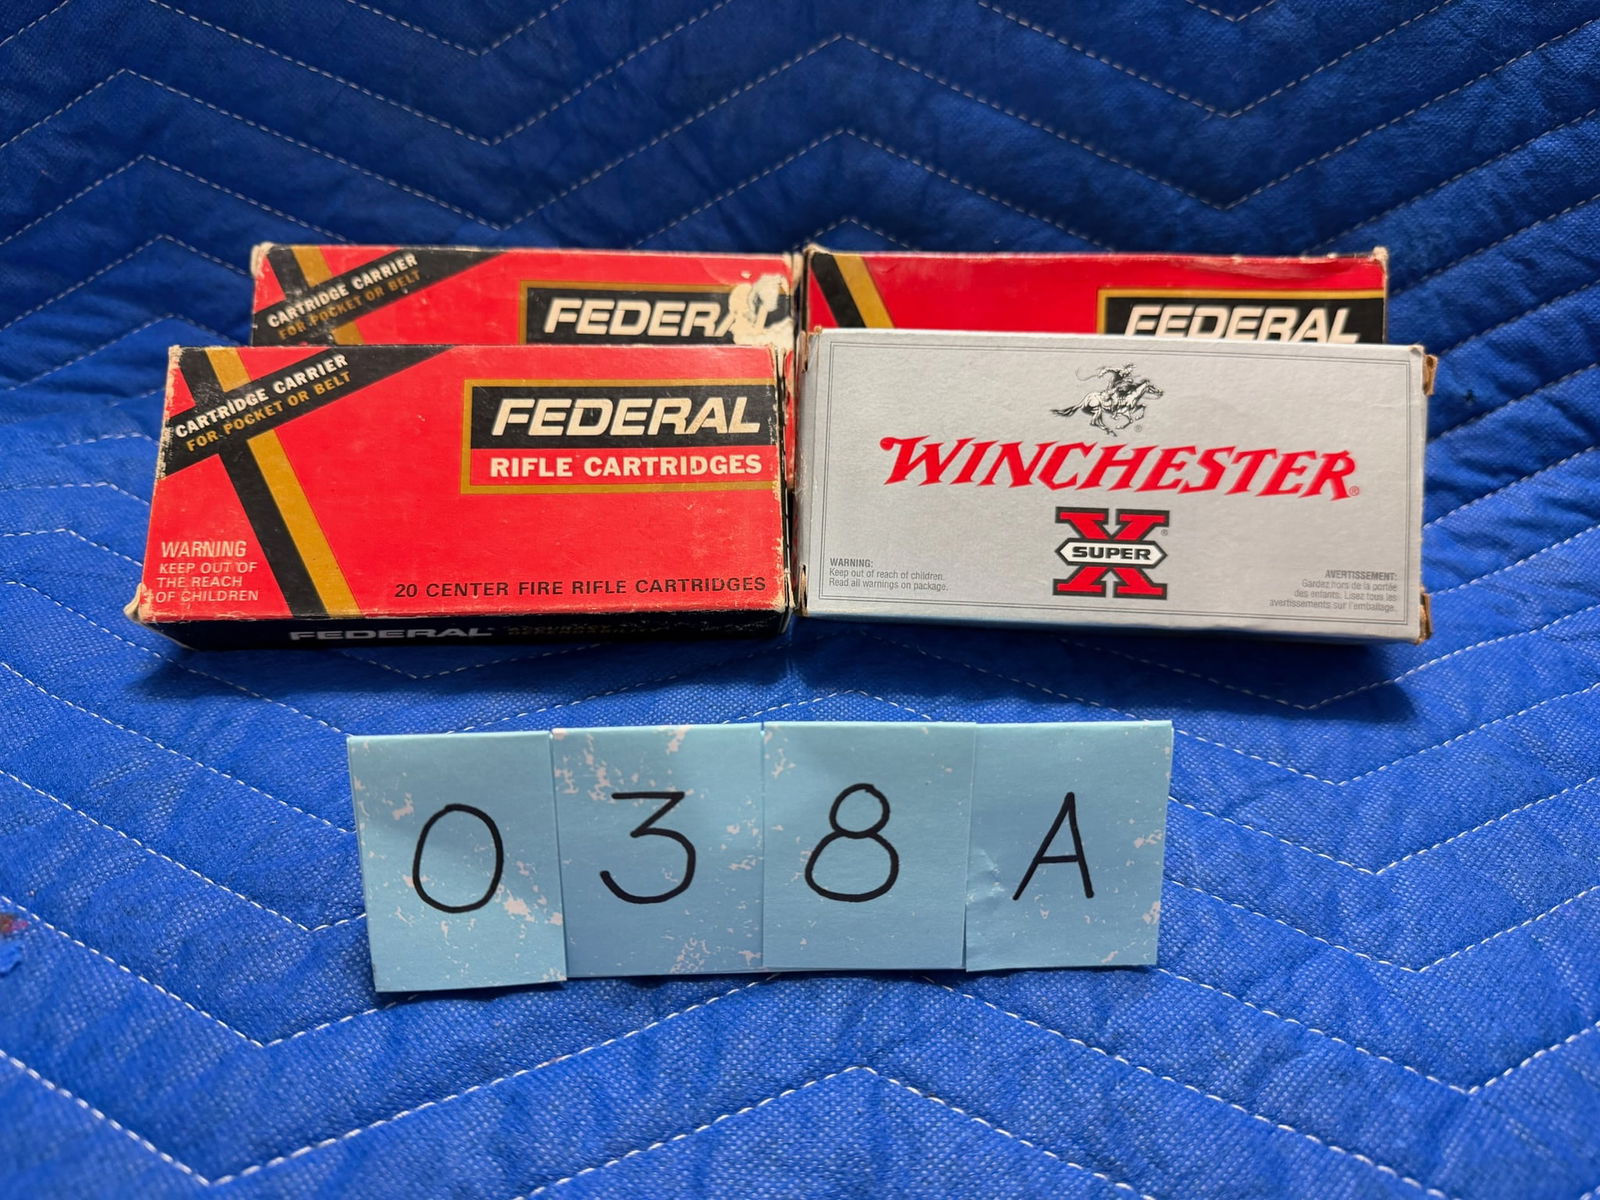 CARTRIDGE CARRIER
FOR POCKET OR BELT
FEDERAL
FEDERAL
CARTRIDGE CARRIER
FOR POCKET OR BELT
FEDERAL
RIFLE CARTRIDGES
WARNING
KEEP OUT OF
THE REACH
OF CHILDREN
20 CENTER FIRE RIFLE CARTRIDGES
FEDERAL
WINCHESTER®
SUPER X®
WARNING:
Keep out of reach of children.
Read all warnings on package.
AVERTISSEMENT:
Gardez hors de la portée
des enfants. Lisez tous les
avertissements sur l'emballage.
0 3 8 A